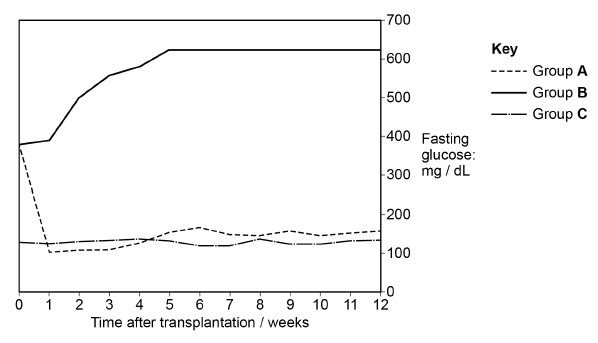 700
600
500
400
300
200
100
0
Fasting
glucose:
mg / dL
0 1 2 3 4 5 6 7 8 9 10 11 12
Time after transplantation / weeks
Key
Group A
Group B
Group C